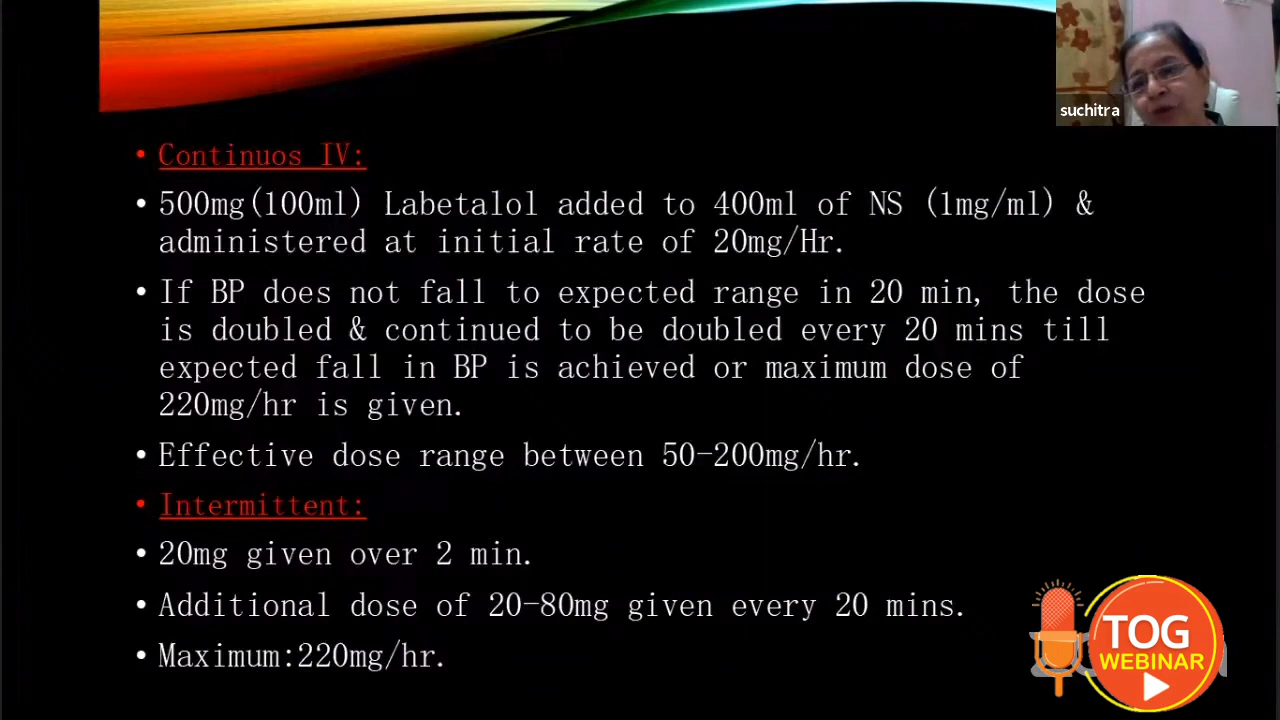 suchitra
• Continuos IV:
• 500mg(100ml) Labetalol added to 400ml of NS (1mg/ml) &
administered at initial rate of 20mg/Hr.
• If BP does not fall to expected range in 20 min, the dose
is doubled & continued to be doubled every 20 mins till
expected fall in BP is achieved or maximum dose of
220mg/hr is given.
• Effective dose range between 50-200mg/hr.
• Intermittent:
• 20mg given over 2 min.
• Additional dose of 20-80mg given every 20 mins.
• Maximum:220mg/hr.
TOG
WEBINAR